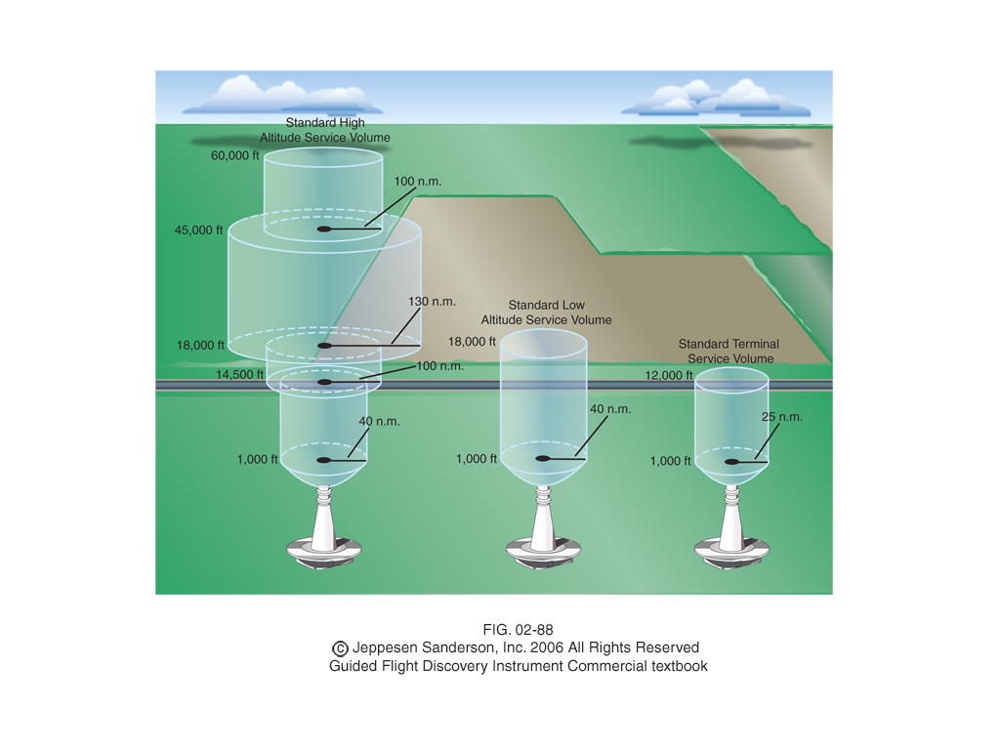 Standard High
Altitude Service Volume
60,000 ft
100 n.m.
45,000 ft
130 n.m.
18,000 ft
100 n.m.
14,500 ft
40 n.m.
1,000 ft
Standard Low
Altitude Service Volume
18,000 ft
40 n.m.
1,000 ft
Standard Terminal
Service Volume
12,000 ft
25 n.m.
1,000 ft
FIG. 02-88
© Jeppesen Sanderson, Inc. 2006 All Rights Reserved
Guided Flight Discovery Instrument Commercial textbook